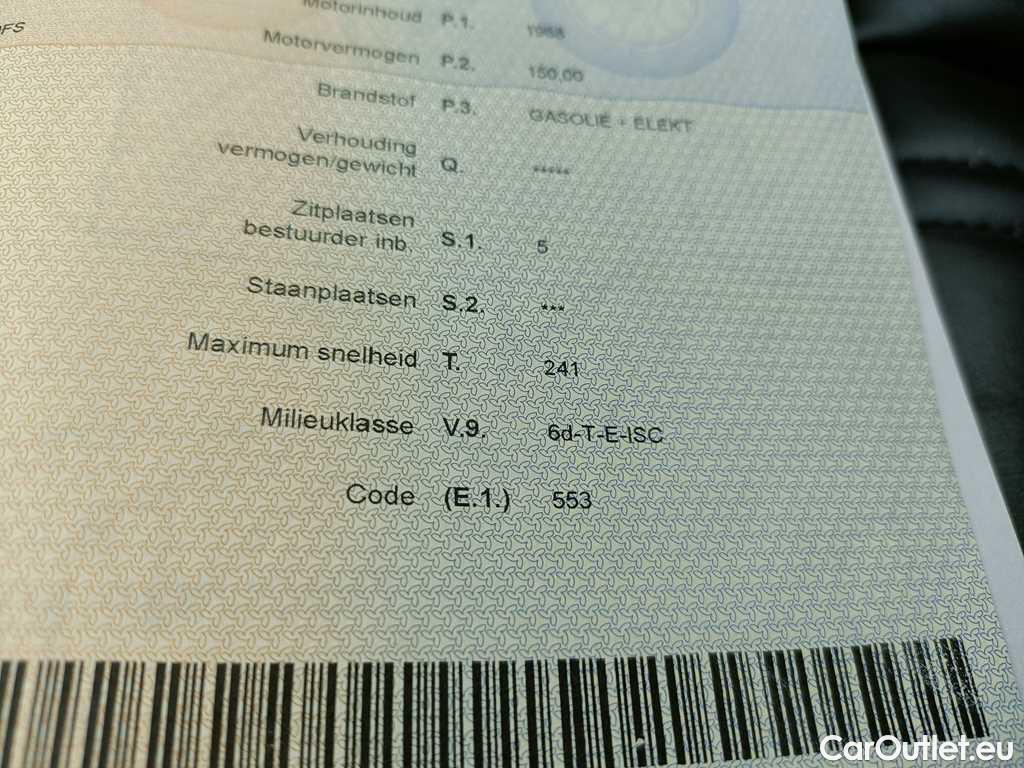 Motorinhoud P.1. 1968
Motorvermogen P.2. 150,00
Brandstof P.3. GASOLIE + ELEKT
Verhouding
vermogen/gewicht Q. *****
Zitplaatsen
bestuurder inb. S.1. 5
Staanplaatsen S.2. ***
Maximum snelheid T. 241
Milieuklasse V.9. 6d-T-E-ISC
Code (E.1.) 553
CarOutlet.eu